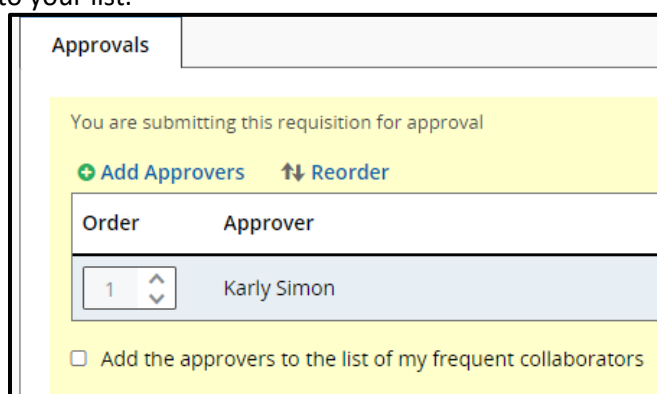 to your list.
Approvals
You are submitting this requisition for approval
Add Approvers Reorder
Order Approver
1 Karly Simon
Add the approvers to the list of my frequent collaborators